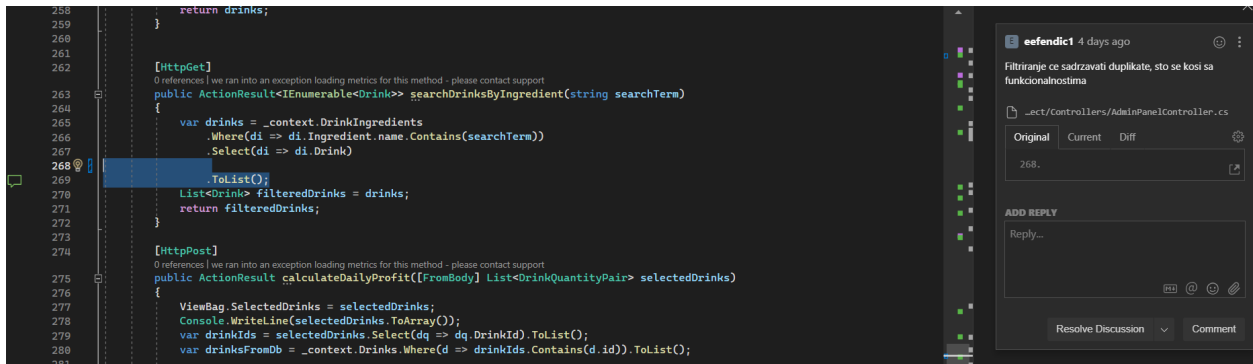 258 return drinks;
259 }
260
261
262 [HttpGet]
0 references | we ran into an exception loading metrics for this method - please contact support
263 public ActionResult<IEnumerable<Drink>> searchDrinksByIngredient(string searchTerm)
264 {
265 var drinks = _context.DrinkIngredients
266 .Where(di => di.Ingredient.name.Contains(searchTerm))
267 .Select(di => di.Drink)
268
269 .ToList();
270 List<Drink> filteredDrinks = drinks;
271 return filteredDrinks;
272 }
273
274 [HttpPost]
0 references | we ran into an exception loading metrics for this method - please contact support
275 public ActionResult calculateDailyProfit([FromBody] List<DrinkQuantityPair> selectedDrinks)
276 {
277 ViewBag.SelectedDrinks = selectedDrinks;
278 Console.WriteLine(selectedDrinks.ToArray());
279 var drinkIds = selectedDrinks.Select(dq => dq.DrinkId).ToList();
280 var drinksFromDb = _context.Drinks.Where(d => drinkIds.Contains(d.id)).ToList();
281
E eefendic1 4 days ago
Filtriranje ce sadrzavati duplikate, sto se kosi sa
funkcionalnostima
…ect/Controllers/AdminPanelController.cs
Original Current Diff
268.
ADD REPLY
Reply...
M @
Resolve Discussion Comment